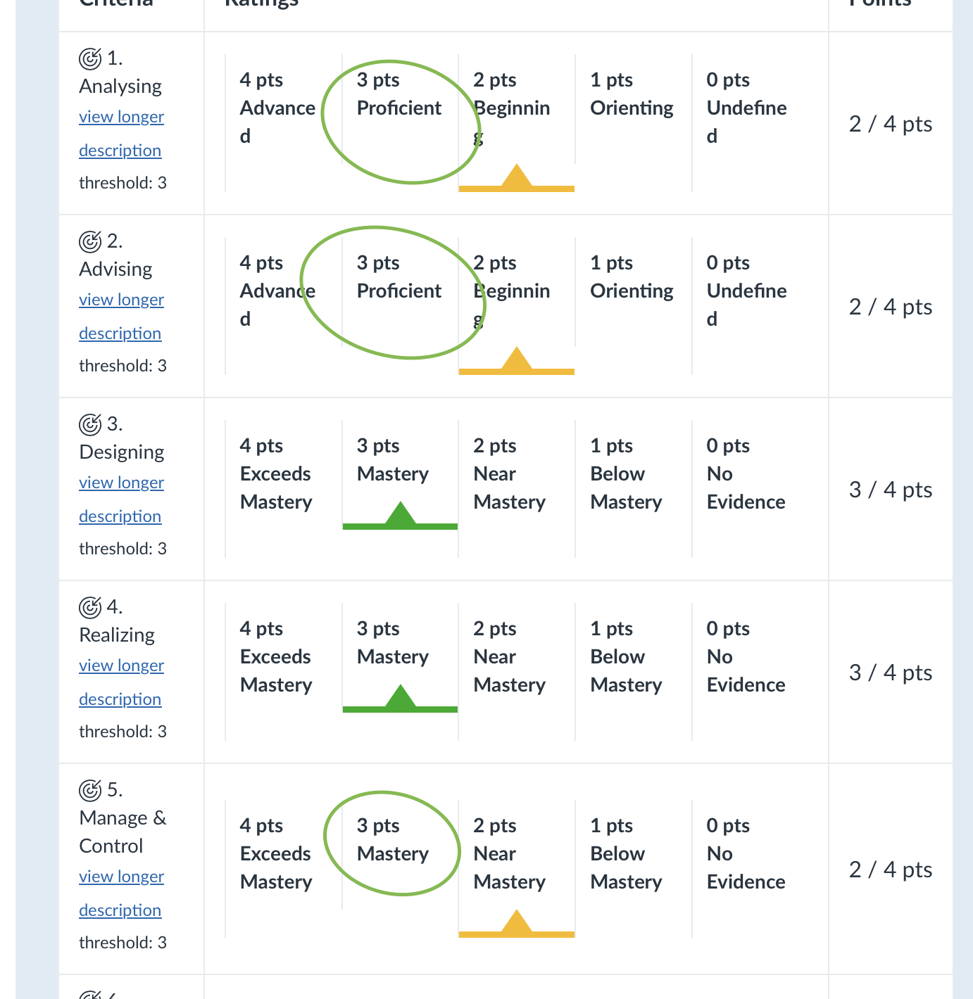 Criteria Ratings Points
1.
Analysing
view longer
description
threshold: 3
4 pts
Advance
d
3 pts
Proficient
2 pts
Beginnin
g
1 pts
Orienting
0 pts
Undefine
d
2 / 4 pts
2.
Advising
view longer
description
threshold: 3
4 pts
Advance
d
3 pts
Proficient
2 pts
Beginnin
g
1 pts
Orienting
0 pts
Undefine
d
2 / 4 pts
3.
Designing
view longer
description
threshold: 3
4 pts
Exceeds
Mastery
3 pts
Mastery
2 pts
Near
Mastery
1 pts
Below
Mastery
0 pts
No
Evidence
3 / 4 pts
4.
Realizing
view longer
description
threshold: 3
4 pts
Exceeds
Mastery
3 pts
Mastery
2 pts
Near
Mastery
1 pts
Below
Mastery
0 pts
No
Evidence
3 / 4 pts
5.
Manage &
Control
view longer
description
threshold: 3
4 pts
Exceeds
Mastery
3 pts
Mastery
2 pts
Near
Mastery
1 pts
Below
Mastery
0 pts
No
Evidence
2 / 4 pts